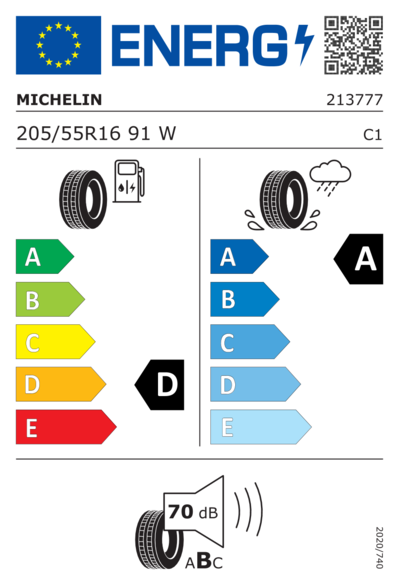 ENERG
MICHELIN 213777
205/55R16 91 W C1
A A A
B B
C C
D D D
E E
70 dB
ABC
2020/740